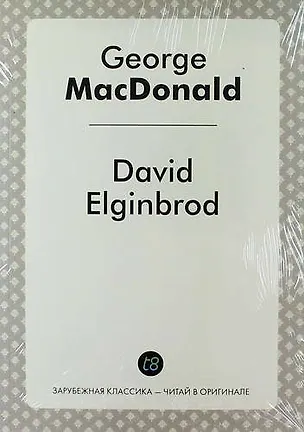 George
MacDonald
David
Elginbrod
t8
ЗАРУБЕЖНАЯ КЛАССИКА — ЧИТАЙ В ОРИГИНАЛЕ